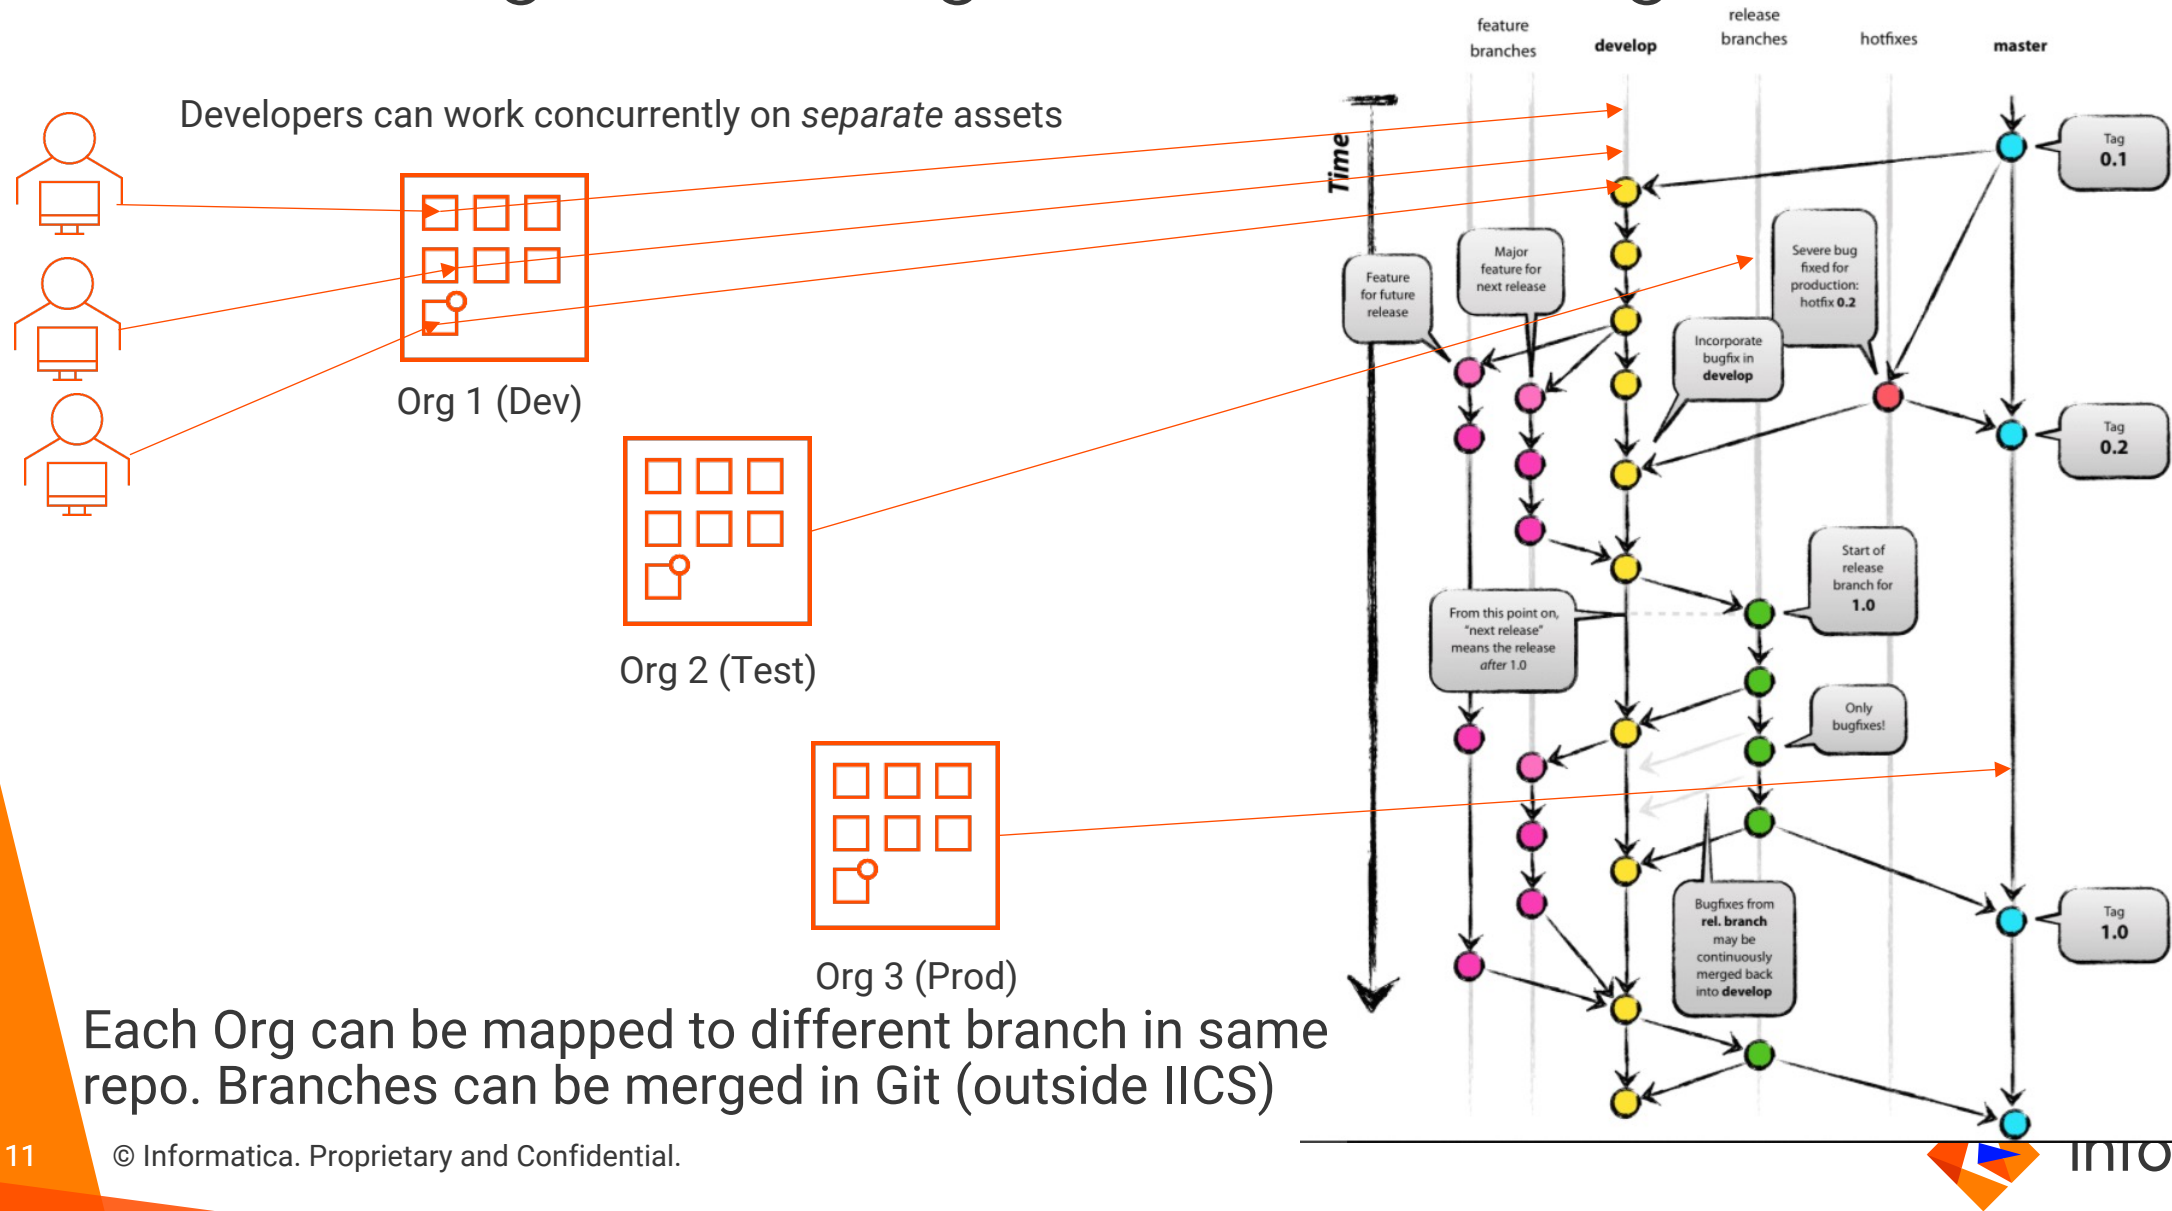 Developers can work concurrently on separate assets
Org 1 (Dev)
Org 2 (Test)
Org 3 (Prod)
Each Org can be mapped to different branch in same
repo. Branches can be merged in Git (outside IICS)
11
© Informatica. Proprietary and Confidential.
feature
branches
develop
release
branches
hotfixes
master
Time
Tag
0.1
Feature
for future
release
Major
feature for
next release
Severe bug
fixed for
production:
hotfix 0.2
Incorporate
bugfix in
develop
Tag
0.2
Start of
release
branch for
1.0
From this point on,
"next release"
means the release
after 1.0
Only
bugfixes!
Bugfixes from
rel. branch
may be
continuously
merged back
into develop
Tag
1.0